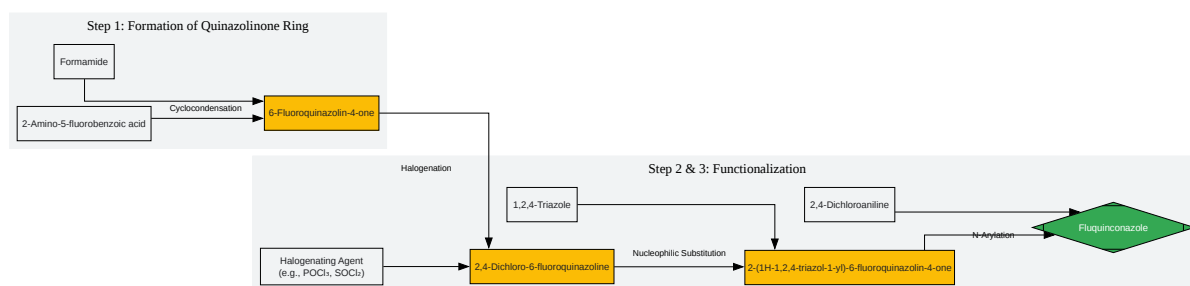 Step 1: Formation of Quinazolinone Ring
Formamide
Cyclocondensation
2-Amino-5-fluorobenzoic acid
6-Fluoroquinazolin-4-one
Halogenation
Step 2 & 3: Functionalization
1,2,4-Triazole
2,4-Dichloroaniline
Fluquinconazole
N-Arylation
Halogenating Agent
(e.g., POCl₃, SOCl₂)
2,4-Dichloro-6-fluoroquinazoline
Nucleophilic Substitution
2-(1H-1,2,4-triazol-1-yl)-6-fluoroquinazolin-4-one